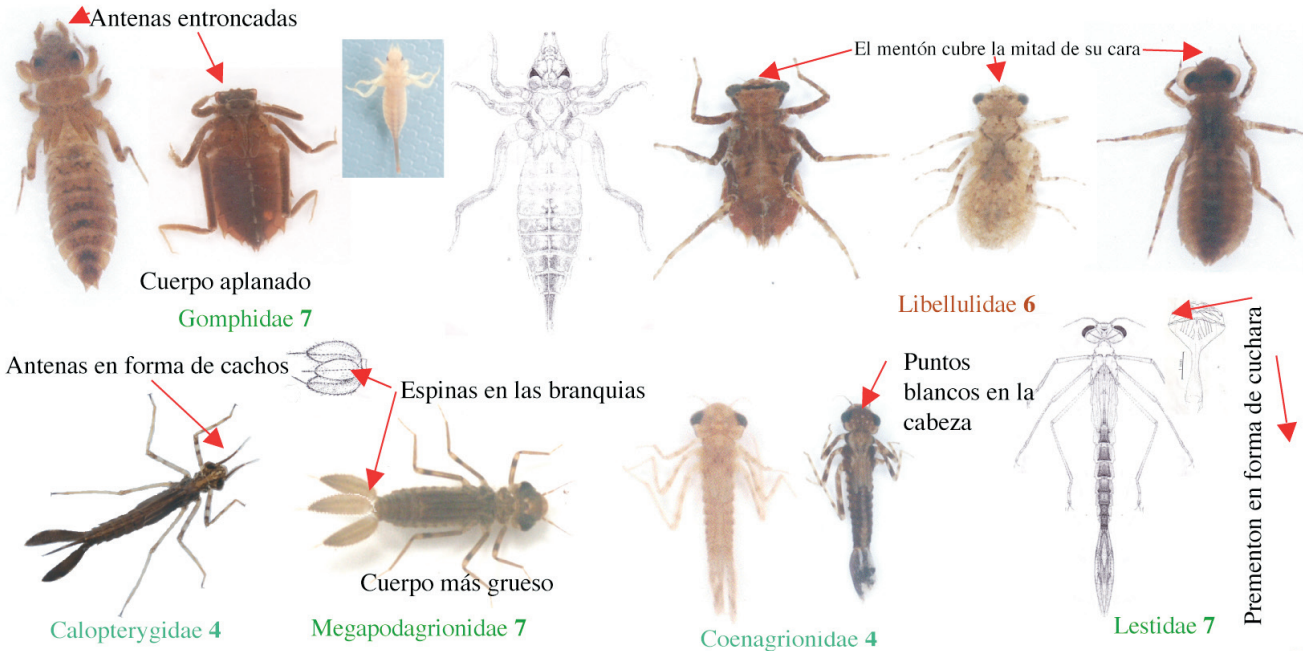 Antenas entroncadas
El mentón cubre la mitad de su cara
Cuerpo aplanado
Gomphidae 7
Libellulidae 6
Antenas en forma de cachos
Espinas en las branquias
Puntos
blancos en la
cabeza
Prementon en forma de cuchara
Cuerpo más grueso
Calopterygidae 4
Megapodagrionidae 7
Coenagrionidae 4
Lestidae 7